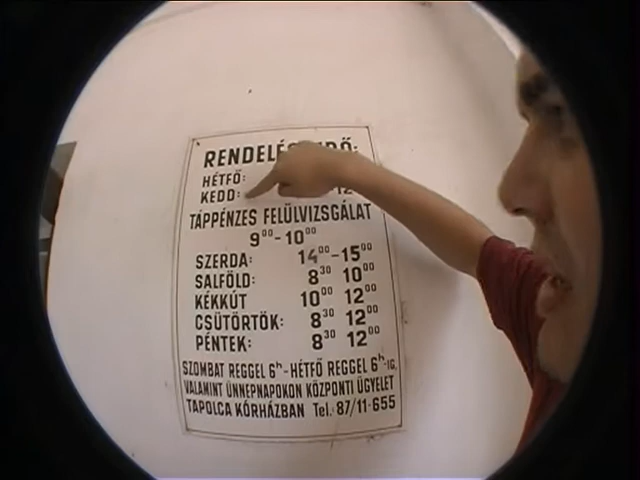 HÉTFŐ:
KEDD:
TÁPPÉNZES FELÜLVIZSGÁLAT
9⁰⁰-10⁰⁰
SZERDA: 14⁰⁰-15⁰⁰
SALFÖLD: 8³⁰ 10⁰⁰
KÉKKÚT 10⁰⁰ 12⁰⁰
CSÜTÖRTÖK: 8³⁰ 12⁰⁰
PÉNTEK: 8³⁰ 12⁰⁰
SZOMBAT REGGEL 6ʰ-HÉTFŐ REGGEL 6ʰ-IG,
VALAMINT ÜNNEPNAPOKON KÖZPONTI ÜGYELET
TAPOLCA KÓRHÁZBAN Tel.: 87/11-655